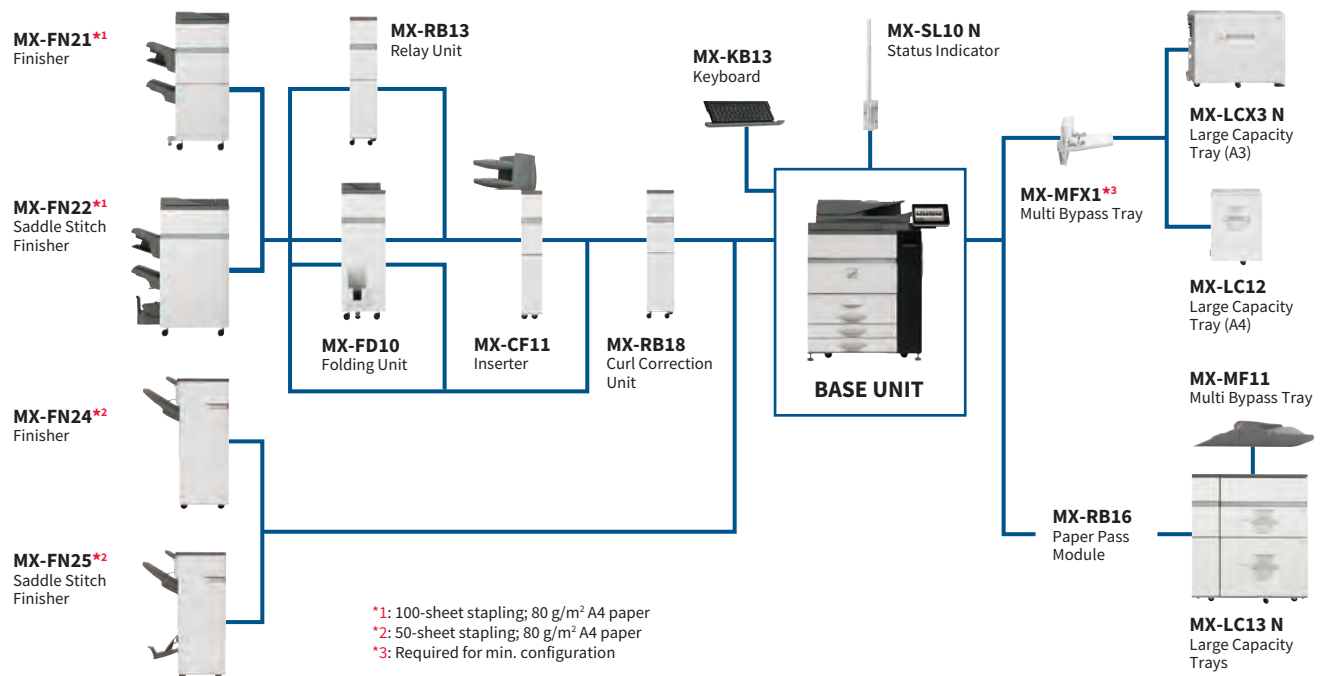 MX-FN21*1
Finisher
MX-RB13
Relay Unit
MX-KB13
Keyboard
MX-SL10 N
Status Indicator
MX-LCX3 N
Large Capacity
Tray (A3)
MX-MFX1*3
Multi Bypass Tray
MX-FN22*1
Saddle Stitch
Finisher
MX-FD10
Folding Unit
MX-CF11
Inserter
MX-RB18
Curl Correction
Unit
BASE UNIT
MX-LC12
Large Capacity
Tray (A4)
MX-MF11
Multi Bypass Tray
MX-FN24*2
Finisher
MX-RB16
Paper Pass
Module
MX-FN25*2
Saddle Stitch
Finisher
MX-LC13 N
Large Capacity
Trays
*1: 100-sheet stapling; 80 g/m² A4 paper
*2: 50-sheet stapling; 80 g/m² A4 paper
*3: Required for min. configuration